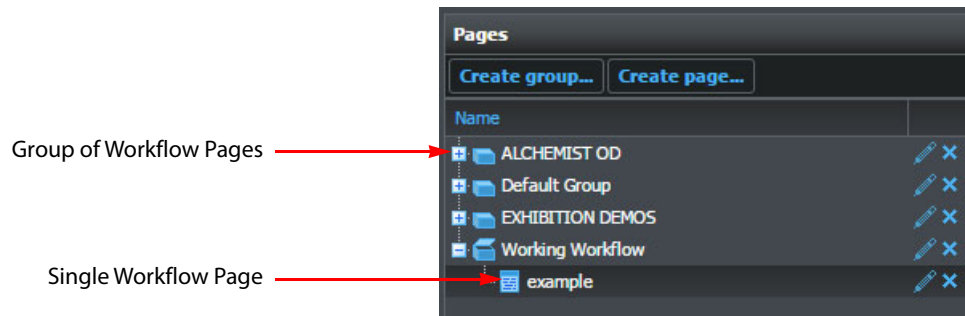 Pages
Create group...
Create page...
Name
Group of Workflow Pages
ALCHEMIST OD
Default Group
EXHIBITION DEMOS
Working Workflow
Single Workflow Page
example